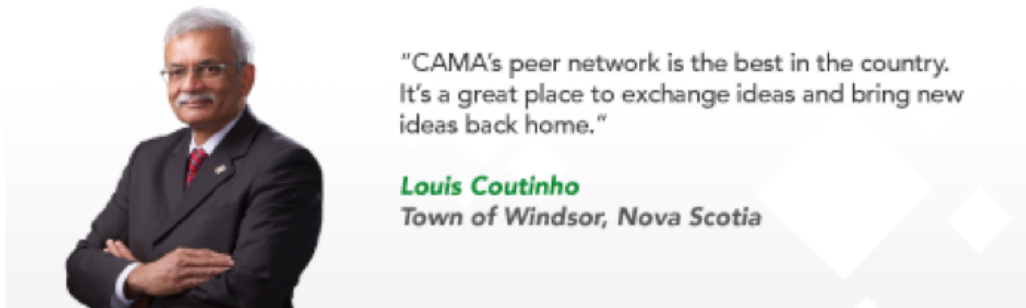 "CAMA's peer network is the best in the country.
It's a great place to exchange ideas and bring new
ideas back home."
Louis Coutinho
Town of Windsor, Nova Scotia